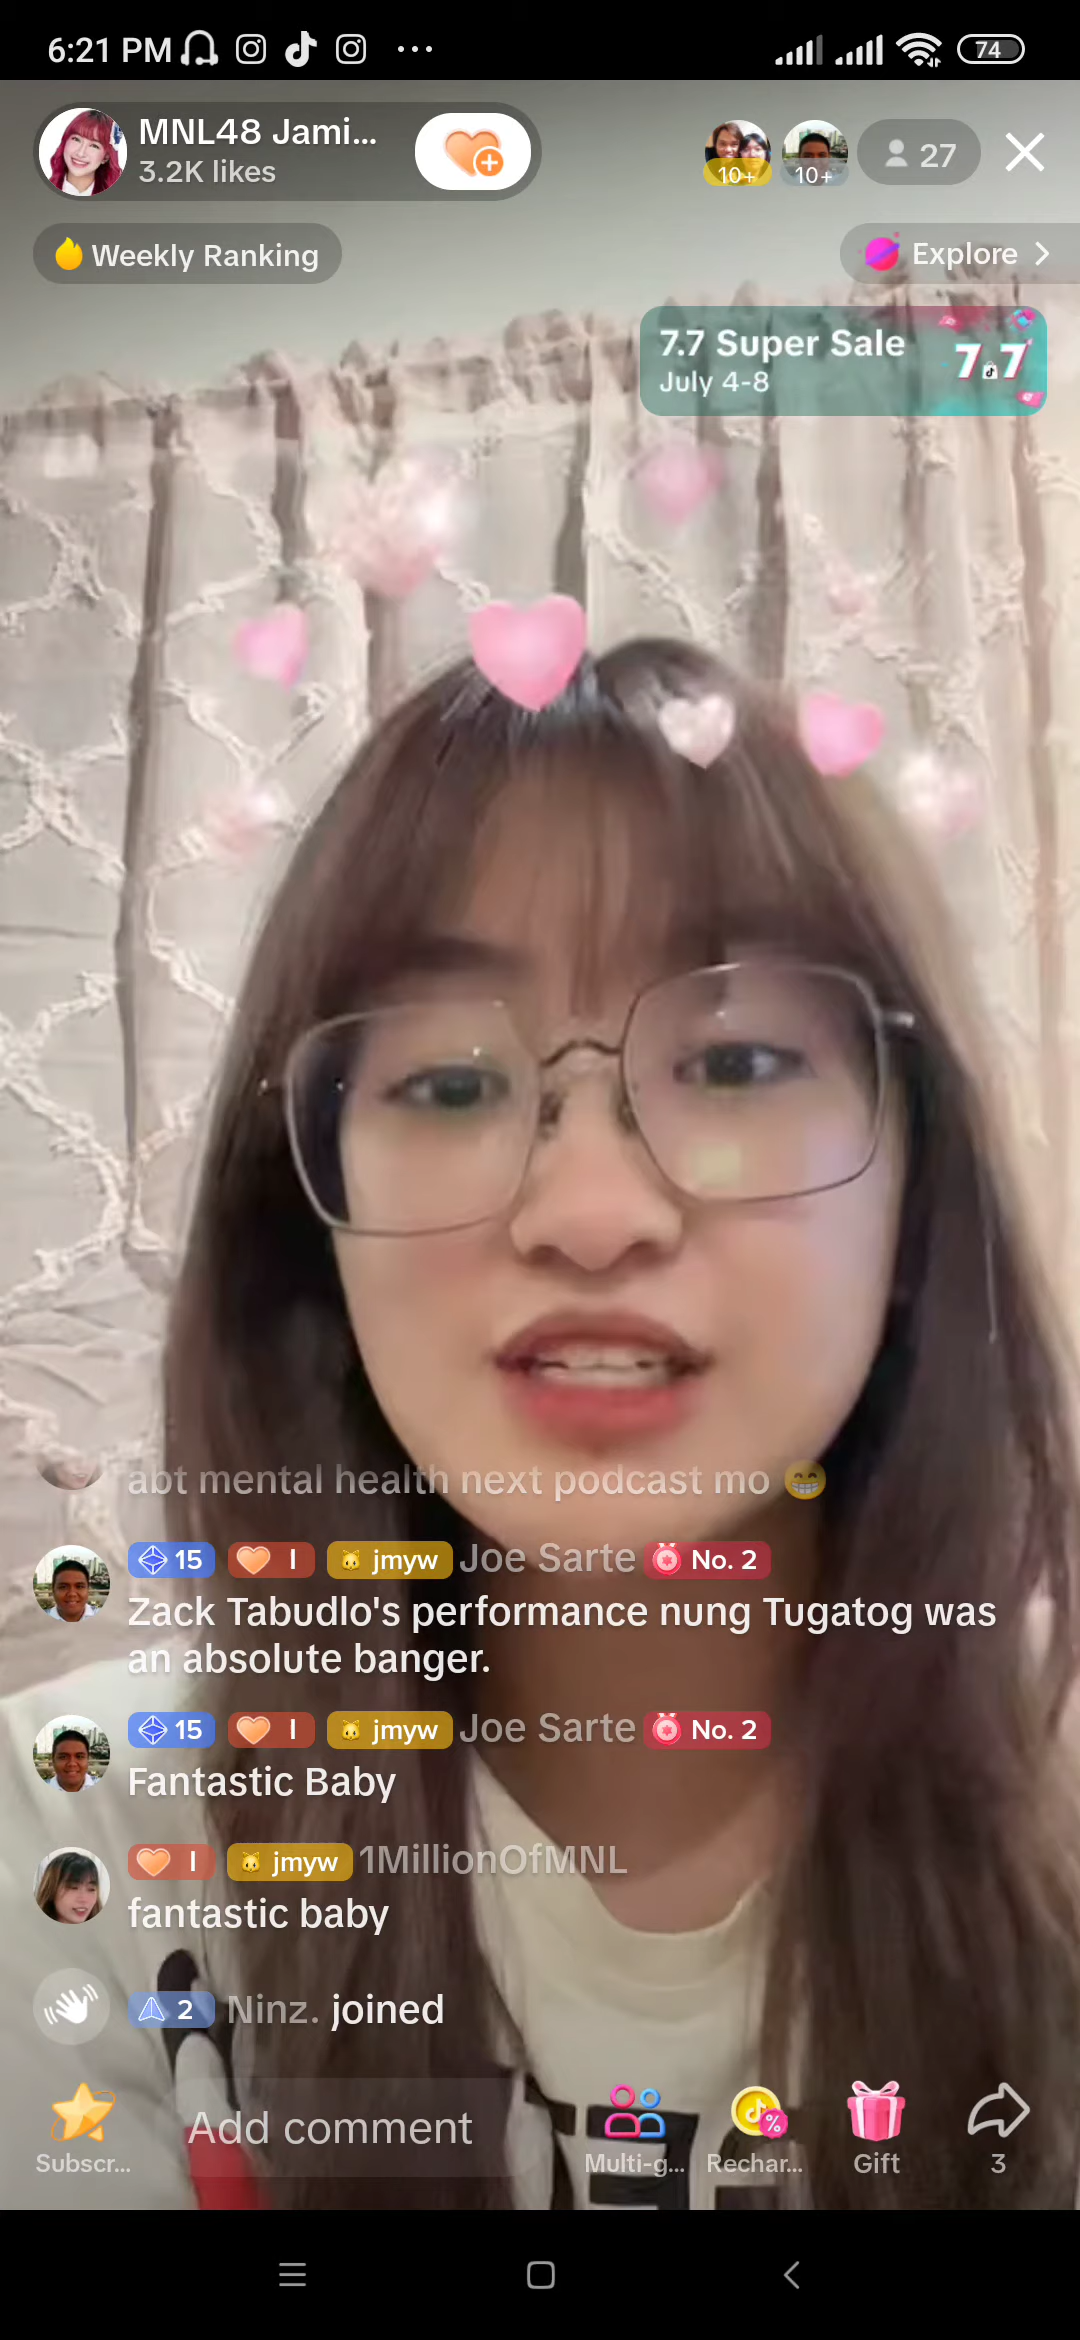 6:21 PM
74
MNL48 Jami...
3.2K likes
10+
10+
27
Weekly Ranking
Explore
7.7 Super Sale
July 4-8
7.7
abt mental health next podcast mo 😁
15 I jmyw Joe Sarte No. 2
Zack Tabudlo's performance nung Tugatog was
an absolute banger.
15 I jmyw Joe Sarte No. 2
Fantastic Baby
I jmyw 1MillionOfMNL
fantastic baby
2 Ninz. joined
Add comment
Subscr...
Multi-g...
Rechar...
Gift
3